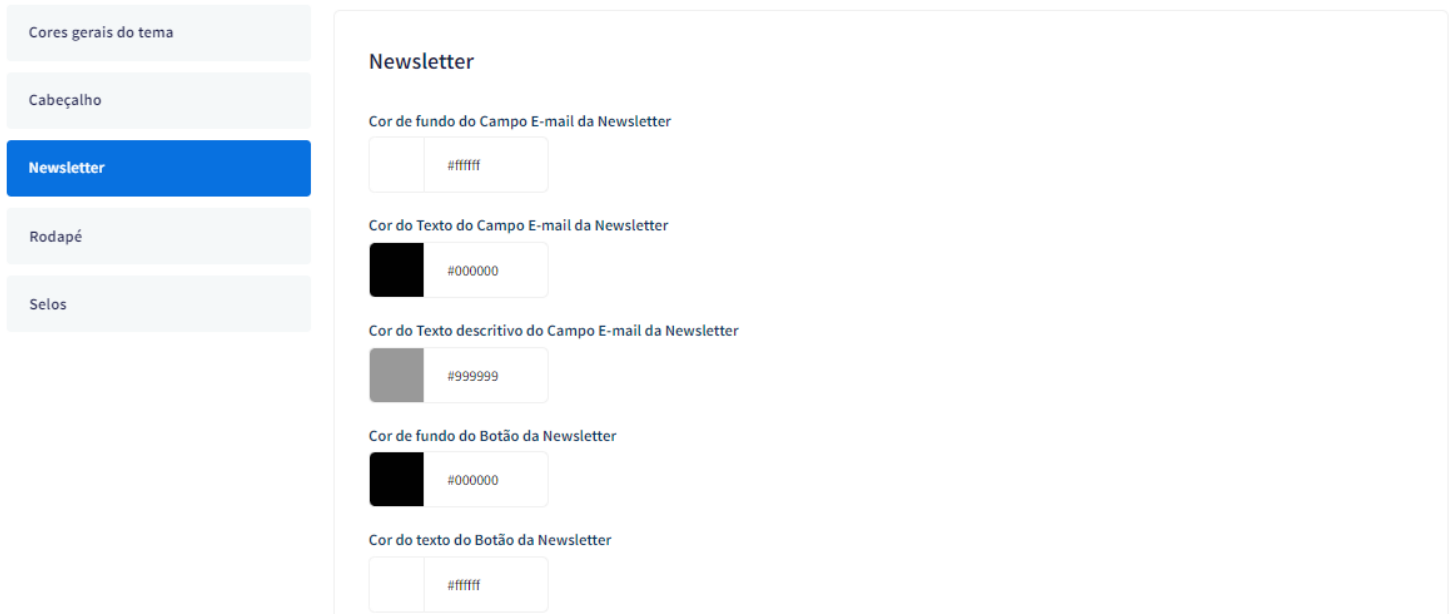 Cores gerais do tema
Cabeçalho
Newsletter
Rodapé
Selos
Newsletter
Cor de fundo do Campo E-mail da Newsletter
#ffffff
Cor do Texto do Campo E-mail da Newsletter
#000000
Cor do Texto descritivo do Campo E-mail da Newsletter
#999999
Cor de fundo do Botão da Newsletter
#000000
Cor do texto do Botão da Newsletter
#ffffff